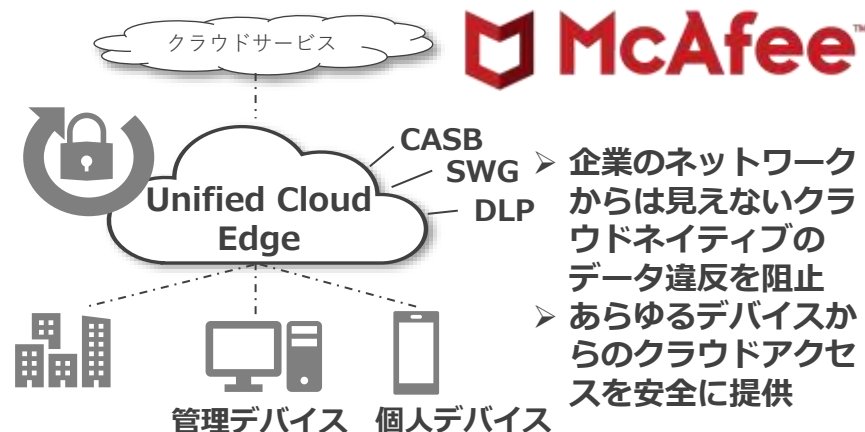 クラウドサービス
McAfee™
CASB
SWG
DLP
Unified Cloud
Edge
➢ 企業のネットワーク
からは見えないクラ
ウドネイティブの
データ違反を阻止
➢ あらゆるデバイスか
らのクラウドアクセ
スを安全に提供
管理デバイス 個人デバイス